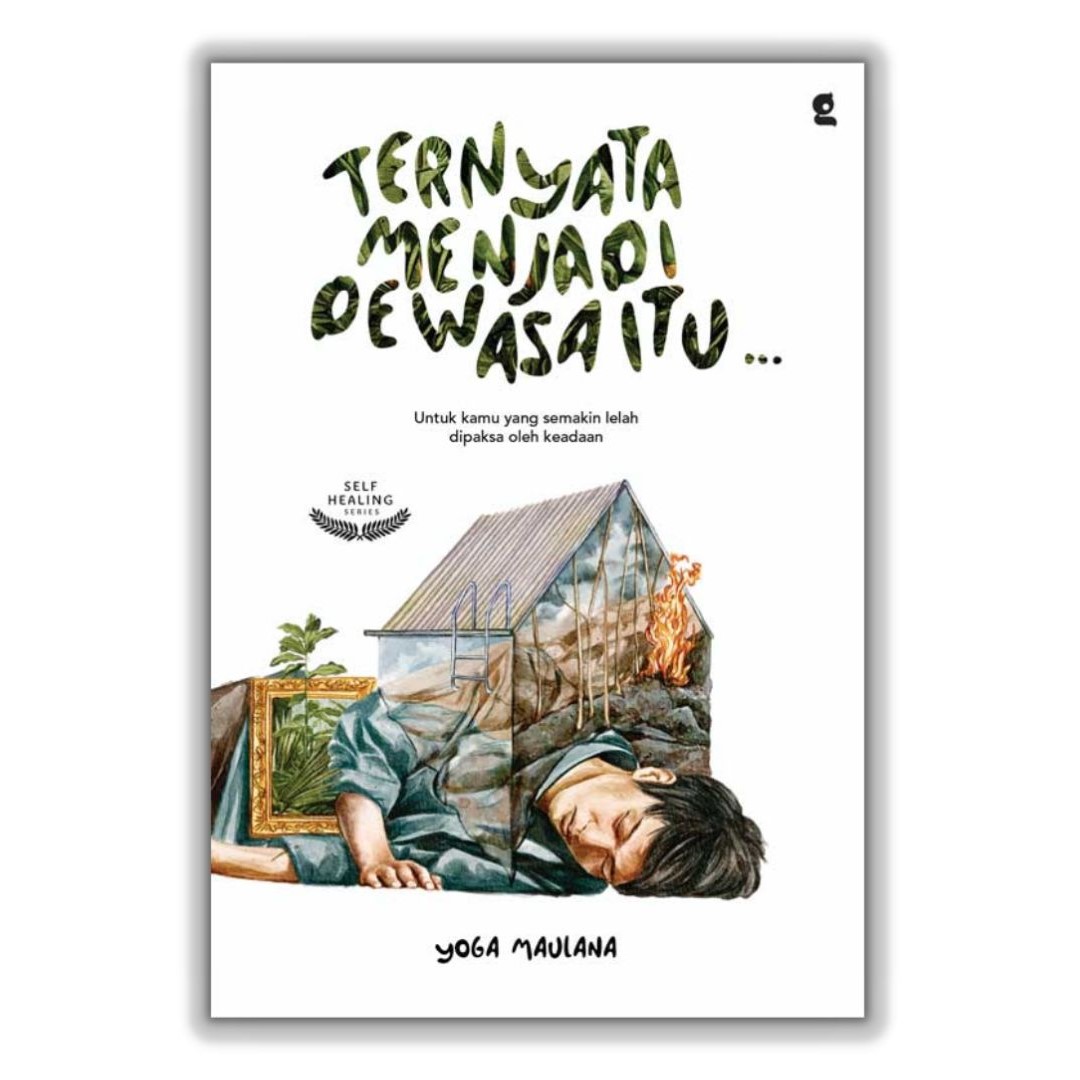 g
TERNYATA
MENJADI
DEWASA ITU...
Untuk kamu yang semakin lelah
dipaksa oleh keadaan
SELF
HEALING
SERIES
YOGA MAULANA